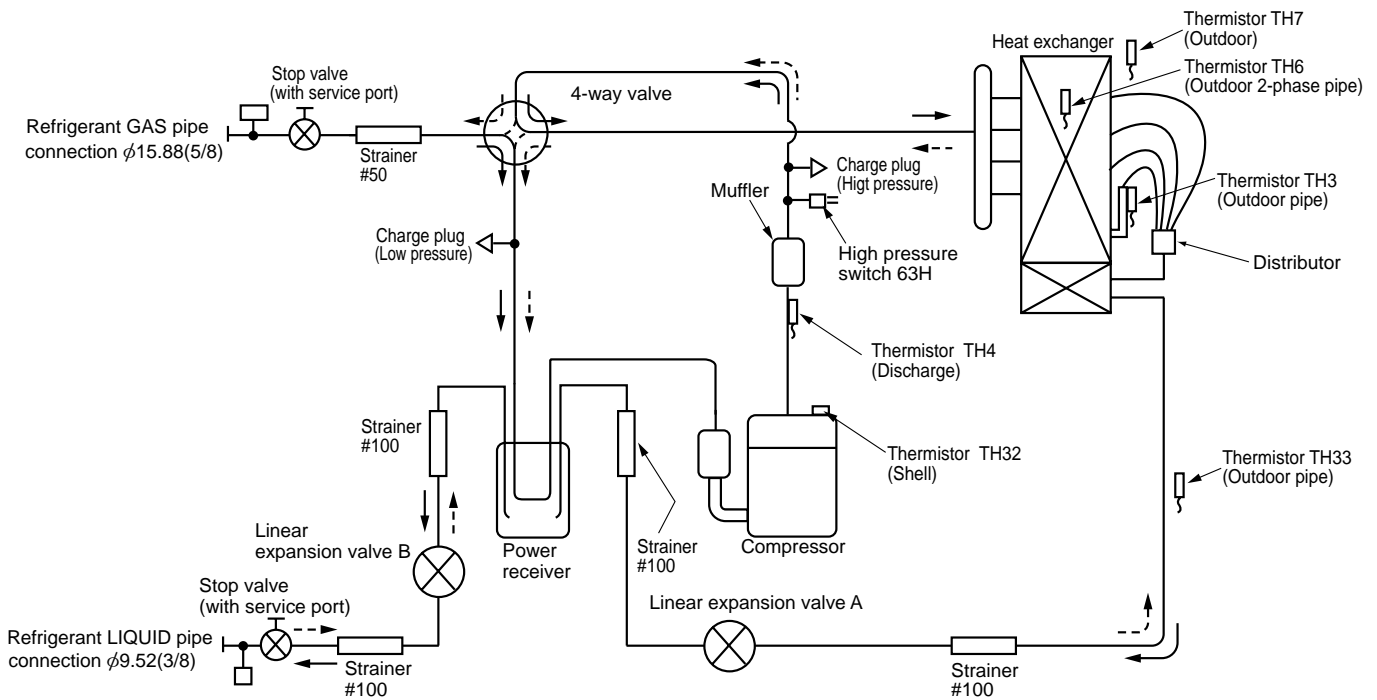 Thermistor TH7
(Outdoor)
Heat exchanger
Thermistor TH6
(Outdoor 2-phase pipe)
Stop valve
(with service port)
4-way valve
Refrigerant GAS pipe
connection ϕ15.88(5/8)
Strainer
#50
Charge plug
(Higt pressure)
Muffler
Thermistor TH3
(Outdoor pipe)
Charge plug
(Low pressure)
High pressure
switch 63H
Distributor
Thermistor TH4
(Discharge)
Strainer
#100
Thermistor TH32
(Shell)
Thermistor TH33
(Outdoor pipe)
Linear
expansion valve B
Power
receiver
Strainer
#100
Compressor
Stop valve
(with service port)
Linear expansion valve A
Refrigerant LIQUID pipe
connection ϕ9.52(3/8)
Strainer
#100
Strainer
#100